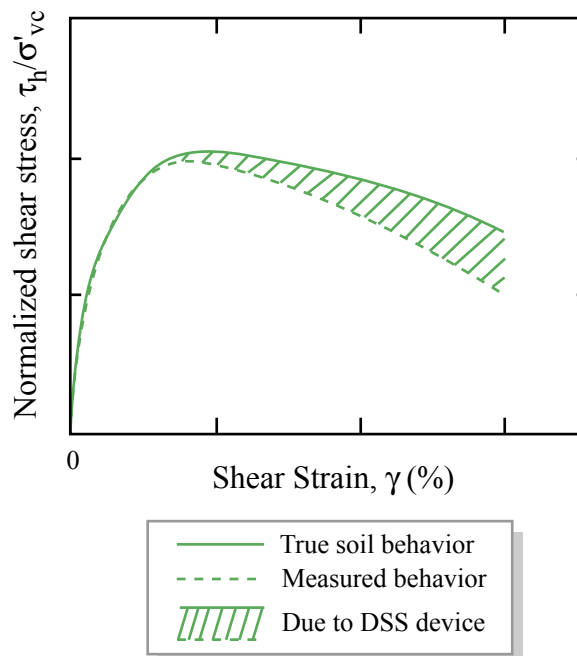 Normalized shear stress, τh/σ'vc
0
Shear Strain, γ (%)
True soil behavior
Measured behavior
Due to DSS device